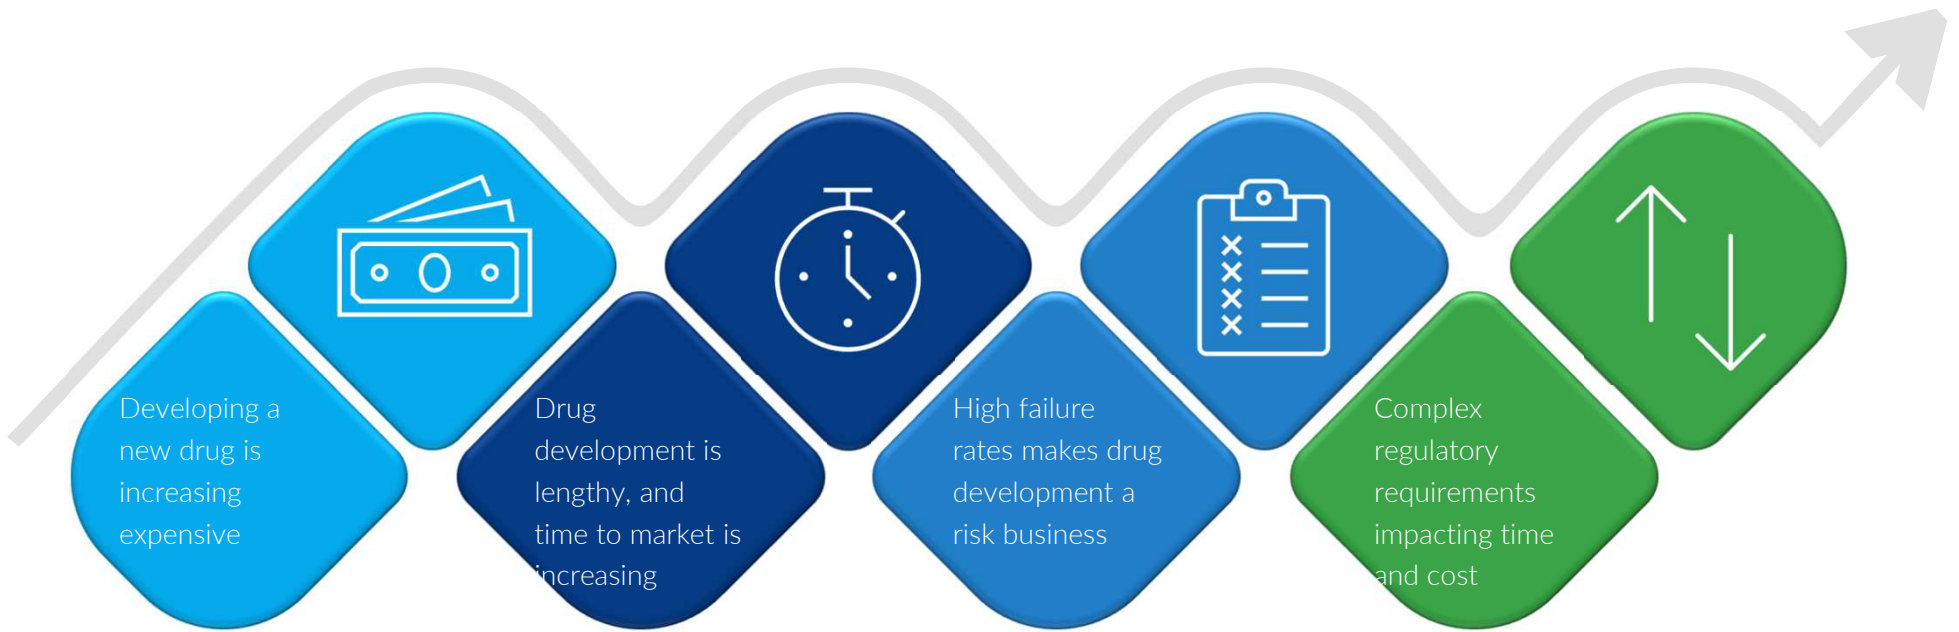 Developing a
new drug is
increasing
expensive
Drug
development is
lengthy, and
time to market is
increasing
High failure
rates makes drug
development a
risk business
Complex
regulatory
requirements
impacting time
and cost